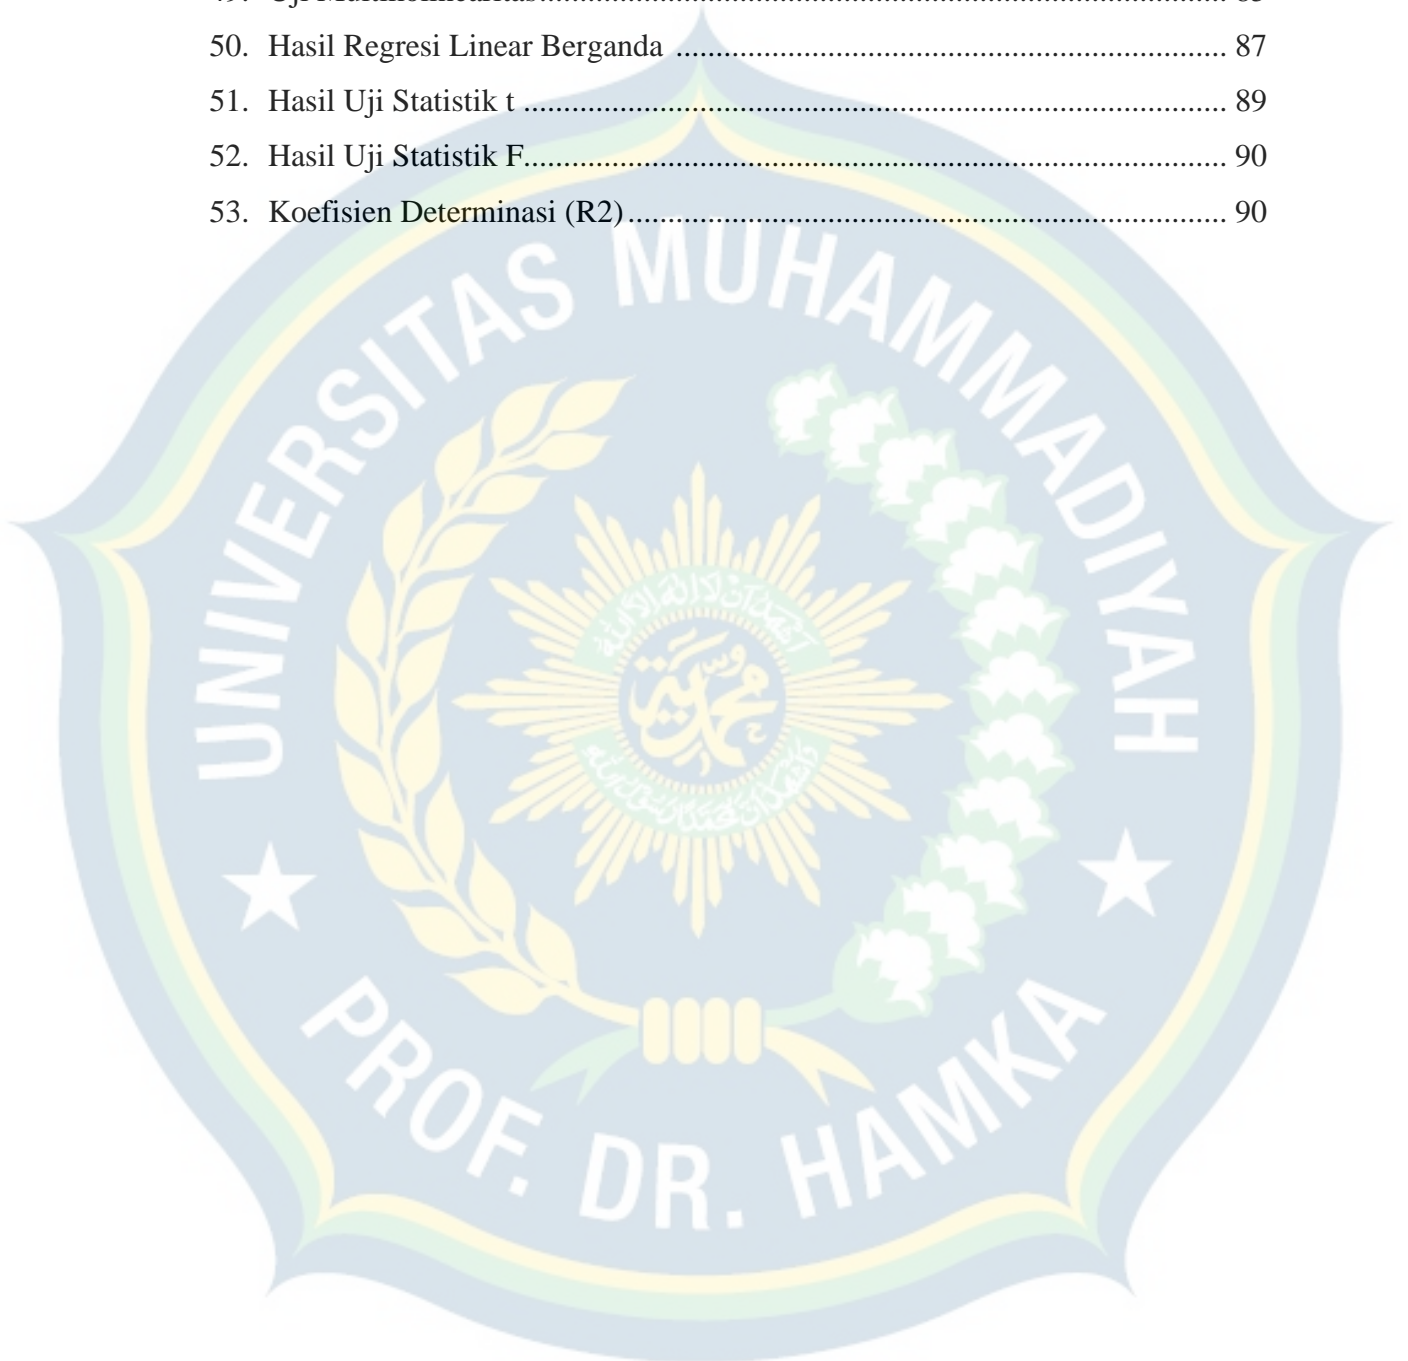 50. Hasil Regresi Linear Berganda ........................................................................ 87
51. Hasil Uji Statistik t ........................................................................................... 89
52. Hasil Uji Statistik F........................................................................................... 90
53. Koefisien Determinasi (R2).............................................................................. 90
UNIVERSITAS MUHAMMADIYAH
PROF. DR. HAMKA